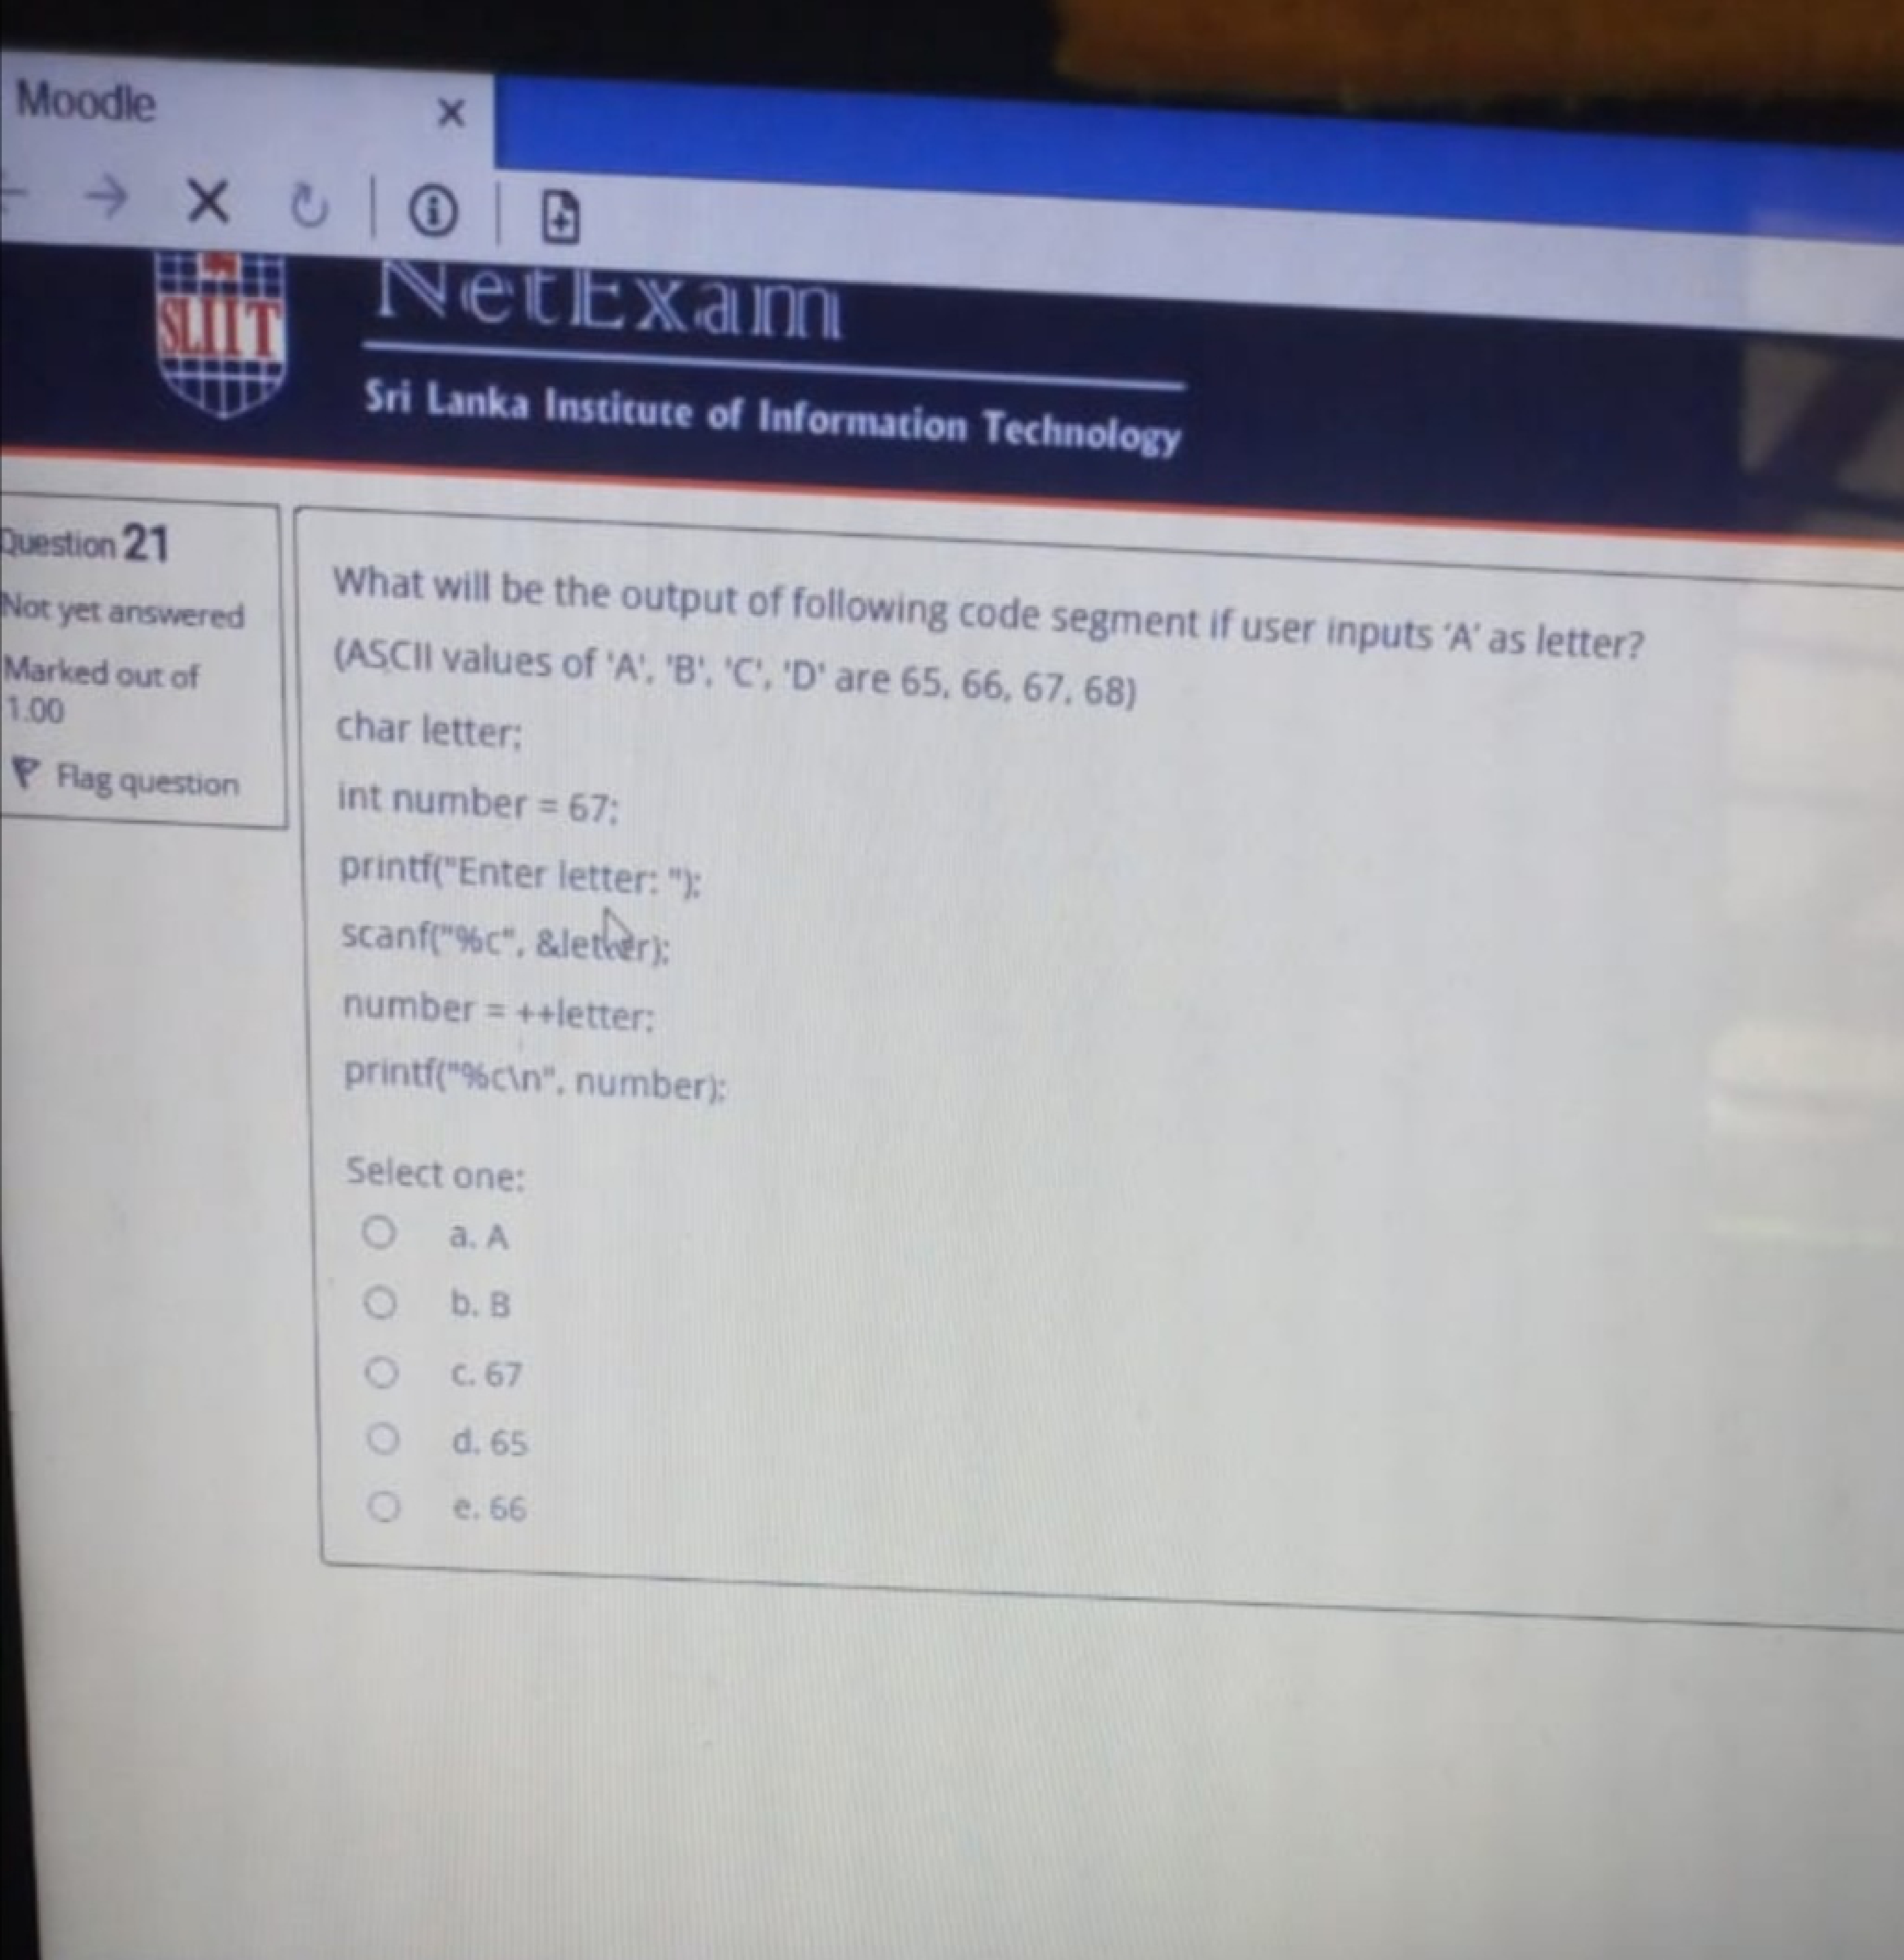 Moodle
NetExam
SLIIT
Sri Lanka Institute of Information Technology
Question 21
Not yet answered
Marked out of
1.00
Flag question
What will be the output of following code segment if user inputs ‘A’ as letter?
(ASCII values of 'A', 'B', 'C', 'D' are 65, 66, 67, 68)
char letter;
int number = 67;
printf("Enter letter: ");
scanf("%c", &letter);
number = ++letter;
printf("%c\n", number);
Select one:
a. A
b. B
c. 67
d. 65
e. 66